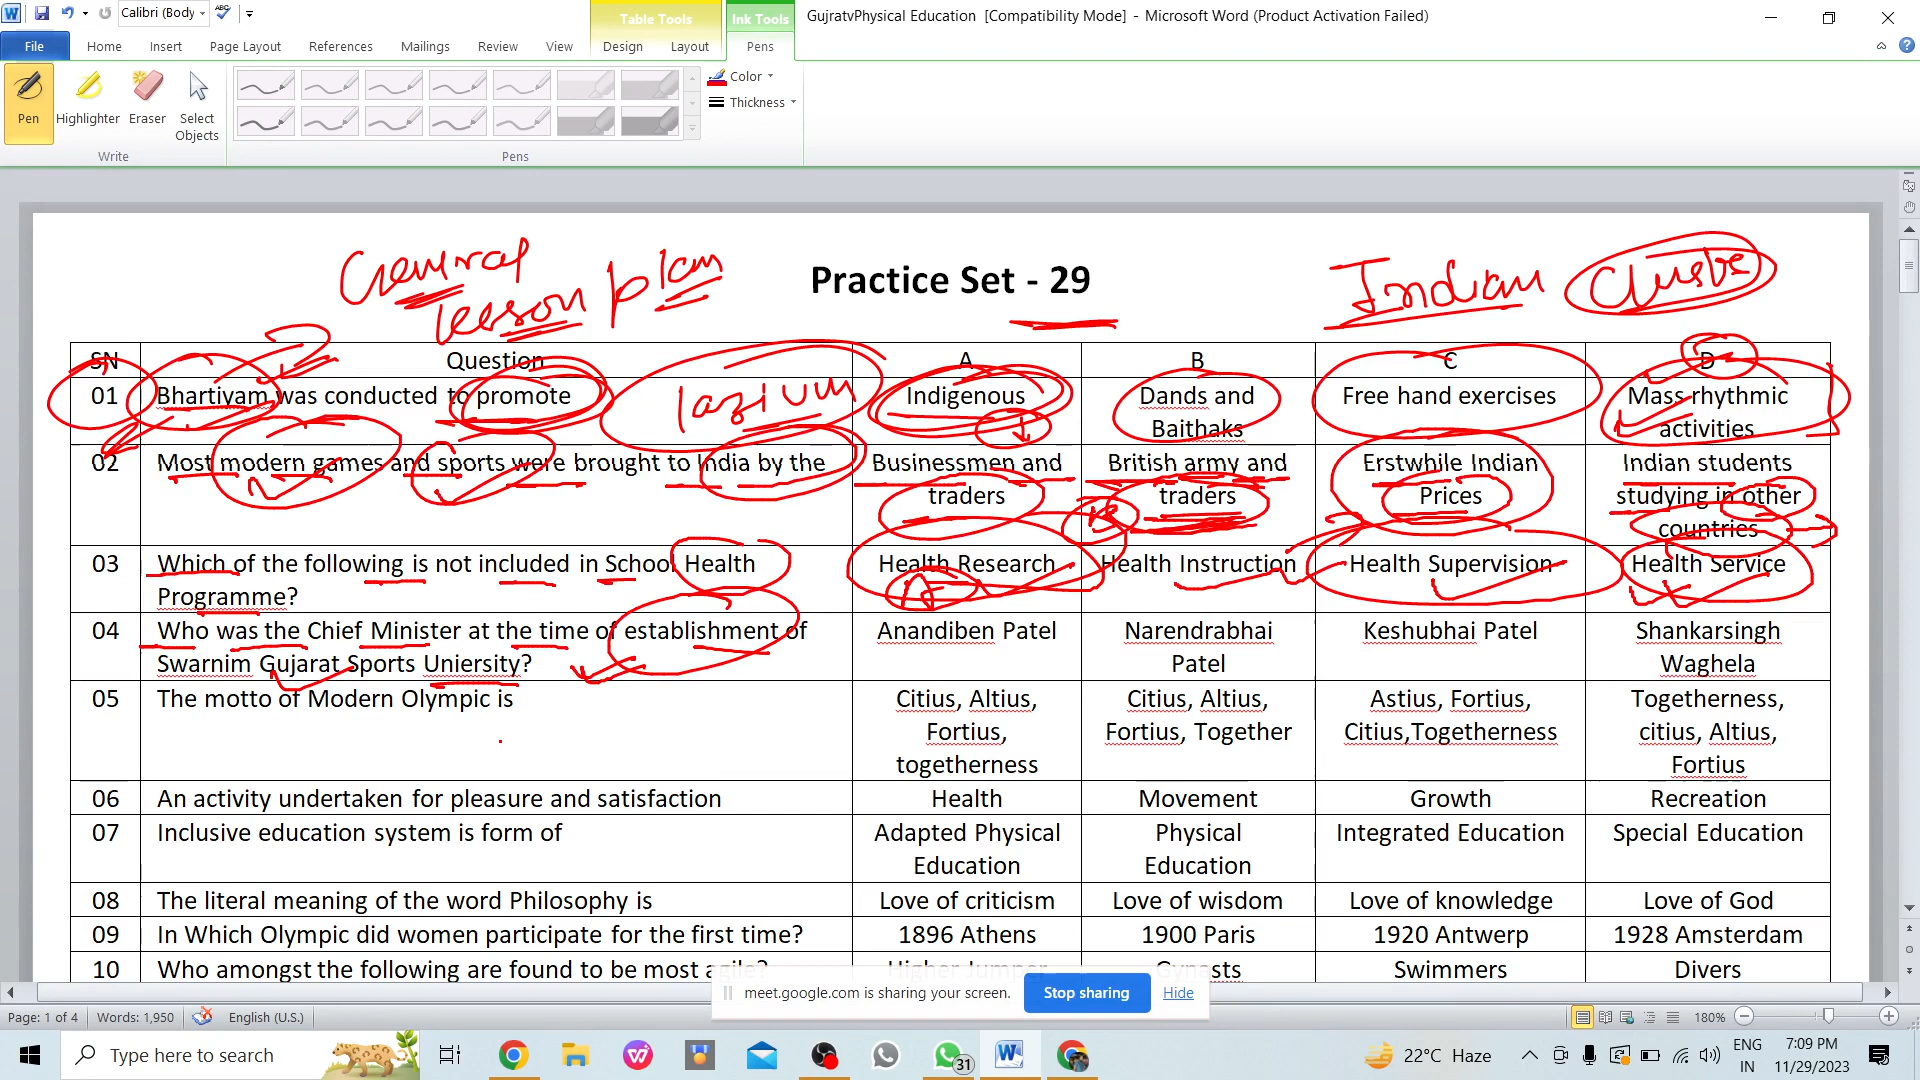 Calibri (Body
GujratvPhysical Education [Compatibility Mode] - Microsoft Word (Product Activation Failed)
Table Tools
Ink Tools
File Home Insert Page Layout References Mailings Review View Design Layout Pens
Pen Highlighter Eraser Select Objects
Color
Thickness
Write Pens
General
lesson plan
Practice Set - 29
Indian
SN Question A B C D
lazium
01 Bhartiyam was conducted to promote Indigenous Dands and Baithaks Free hand exercises Mass rhythmic activities
02 Most modern games and sports were brought to India by the Businessmen and traders British army and traders Erstwhile Indian Prices Indian students studying in other countries
03 Which of the following is not included in School Health Programme? Health Research Health Instruction Health Supervision Health Service
04 Who was the Chief Minister at the time of establishment of Swarnim Gujarat Sports Uniersity? Anandiben Patel Narendrabhai Patel Keshubhai Patel Shankarsingh Waghela
05 The motto of Modern Olympic is Citius, Altius, Fortius, togetherness Citius, Altius, Fortius, Together Astius, Fortius, Citius,Togetherness Togetherness, citius, Altius, Fortius
06 An activity undertaken for pleasure and satisfaction Health Movement Growth Recreation
07 Inclusive education system is form of Adapted Physical Education Physical Education Integrated Education Special Education
08 The literal meaning of the word Philosophy is Love of criticism Love of wisdom Love of knowledge Love of God
09 In Which Olympic did women participate for the first time? 1896 Athens 1900 Paris 1920 Antwerp 1928 Amsterdam
10 Who amongst the following are found to be most agile? Higher Jumper Gynasts Swimmers Divers
meet.google.com is sharing your screen. Stop sharing Hide
Page: 1 of 4 Words: 1,950 English (U.S.) 180%
Type here to search
31
22°C Haze
ENG
IN
7:09 PM
11/29/2023